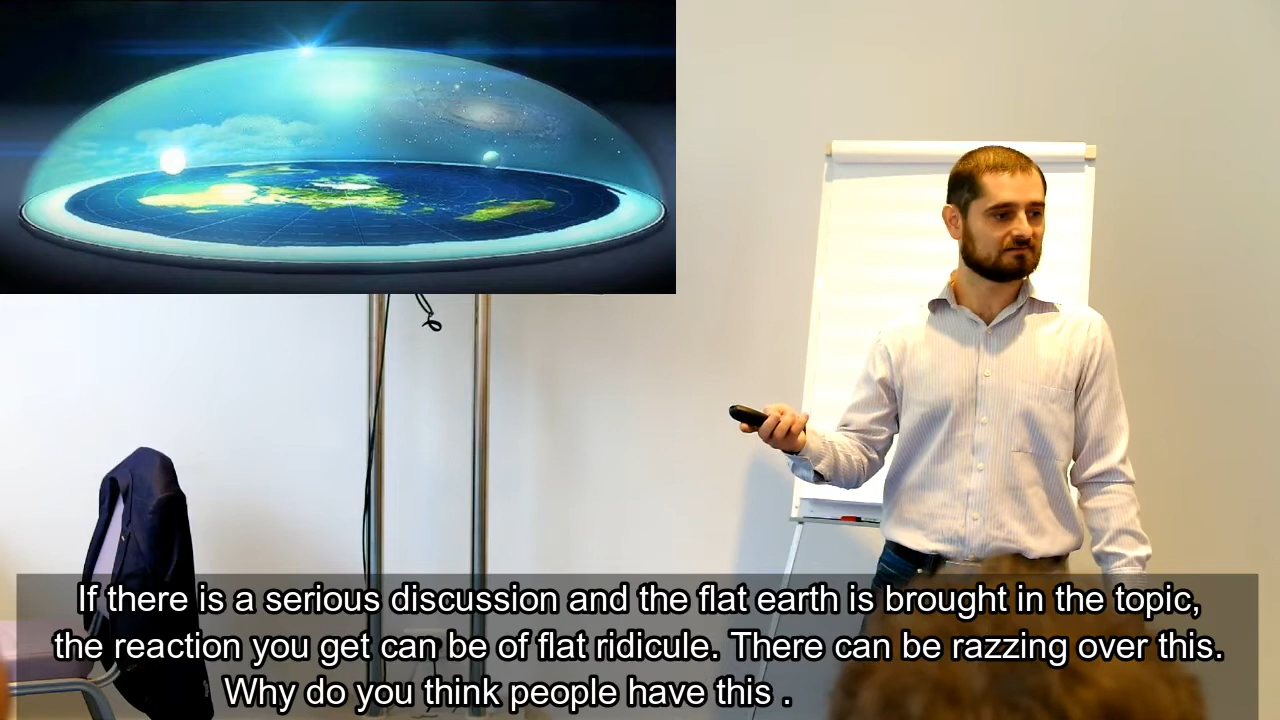 If there is a serious discussion and the flat earth is brought in the topic,
the reaction you get can be of flat ridicule. There can be razzing over this.
Why do you think people have this .